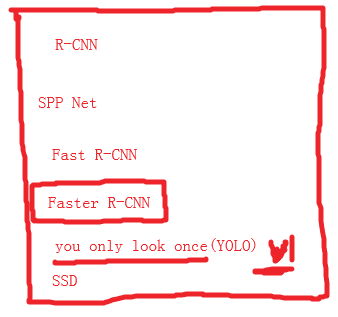 R-CNN
SPP Net
Fast R-CNN
Faster R-CNN
you only look once(YOLO)
SSD